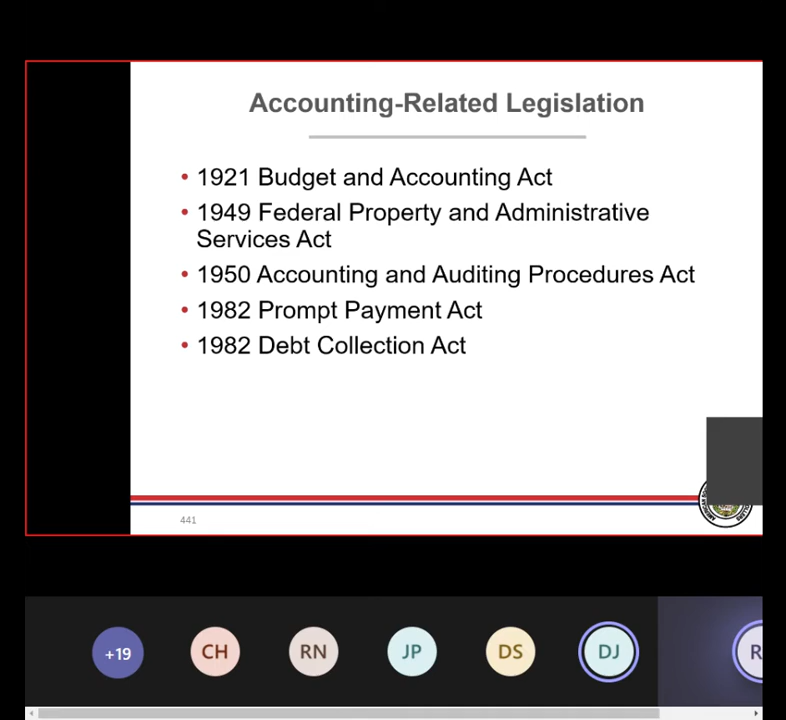 Accounting-Related Legislation
• 1921 Budget and Accounting Act
• 1949 Federal Property and Administrative
Services Act
• 1950 Accounting and Auditing Procedures Act
• 1982 Prompt Payment Act
• 1982 Debt Collection Act
441
+19 CH RN JP DS DJ R